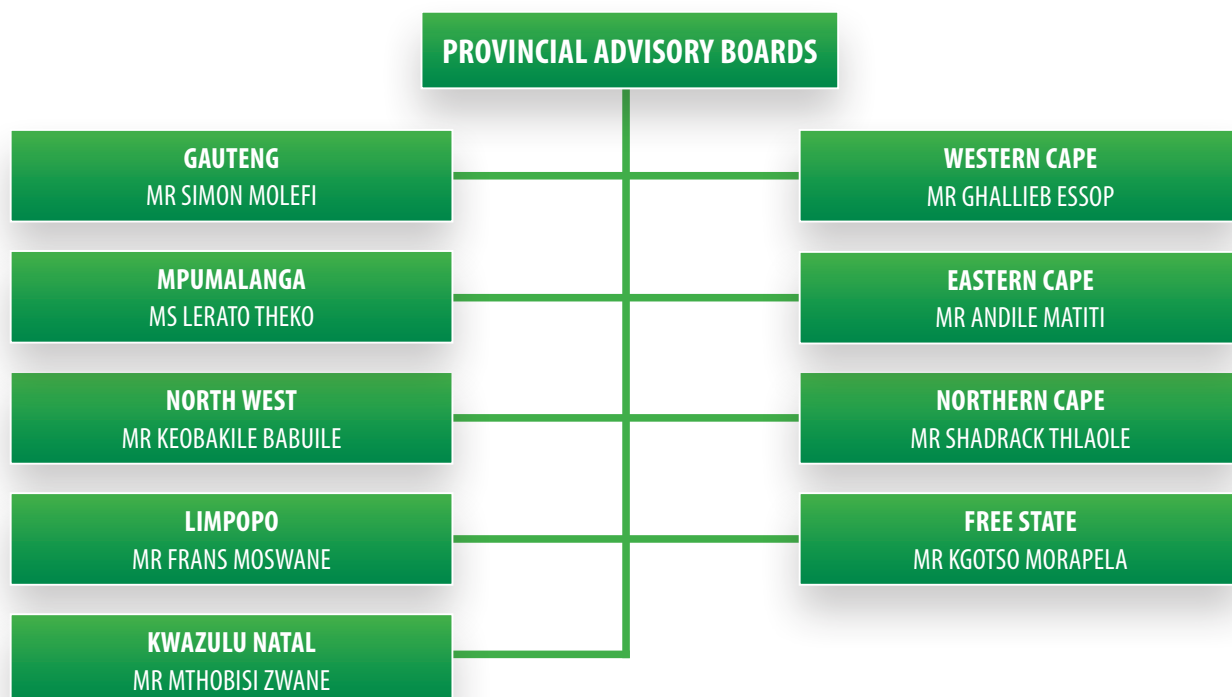 PROVINCIAL ADVISORY BOARDS
GAUTENG
MR SIMON MOLEFI
WESTERN CAPE
MR GHALLIEB ESSOP
MPUMALANGA
MS LERATO THEKO
EASTERN CAPE
MR ANDILE MATITI
NORTH WEST
MR KEOBAKILE BABUILE
NORTHERN CAPE
MR SHADRACK THLAOLE
LIMPOPO
MR FRANS MOSWANE
FREE STATE
MR KGOTSO MORAPELA
KWAZULU NATAL
MR MTHOBISI ZWANE